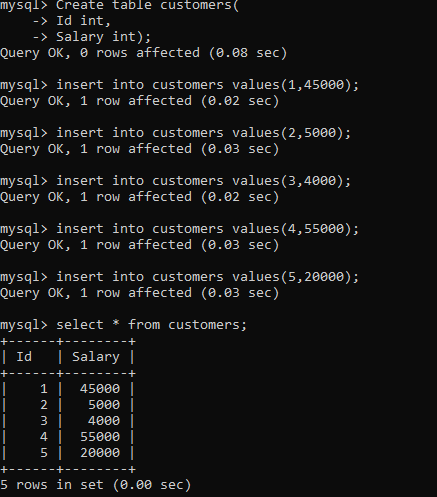 mysql> Create table customers(
    -> Id int,
    -> Salary int);
Query OK, 0 rows affected (0.08 sec)
mysql> insert into customers values(1,45000);
Query OK, 1 row affected (0.02 sec)
mysql> insert into customers values(2,5000);
Query OK, 1 row affected (0.03 sec)
mysql> insert into customers values(3,4000);
Query OK, 1 row affected (0.02 sec)
mysql> insert into customers values(4,55000);
Query OK, 1 row affected (0.03 sec)
mysql> insert into customers values(5,20000);
Query OK, 1 row affected (0.03 sec)
mysql> select * from customers;
+------+--------+
| Id   | Salary |
+------+--------+
|    1 |  45000 |
|    2 |   5000 |
|    3 |   4000 |
|    4 |  55000 |
|    5 |  20000 |
+------+--------+
5 rows in set (0.00 sec)